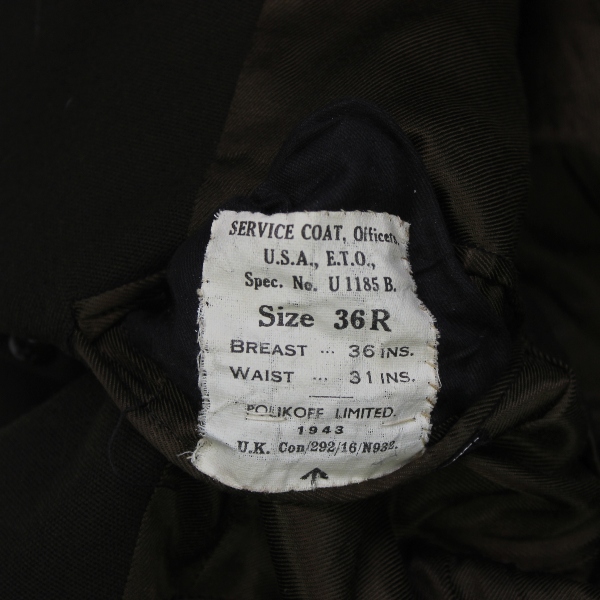 SERVICE COAT, Officers,
U.S.A., E.T.O.,
Spec. No. U 1185 B.
Size 36 R
BREAST ... 36 INS.
WAIST ... 31 INS.
POLIKOFF LIMITED.
1943
U.K. Con/292/16/N932.